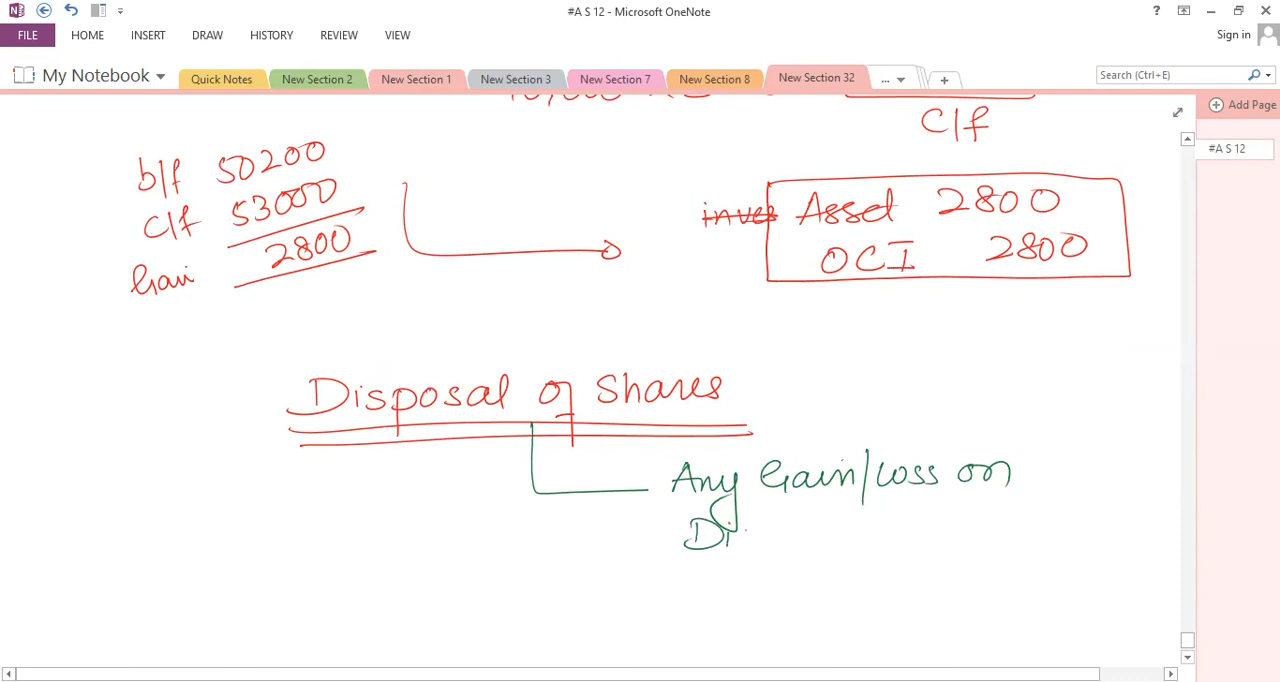 #A S 12 - Microsoft OneNote
FILE HOME INSERT DRAW HISTORY REVIEW VIEW
Sign in
My Notebook Quick Notes New Section 2 New Section 1 New Section 3 New Section 7 New Section 8 New Section 32 ...
Search (Ctrl+E)
Add Page
#A S 12
C/f
b/f 50200
C/f 53000
2800
Gain
inves Asset 2800
OCI 2800
Disposal of Shares
Any Gain/Loss on
Di